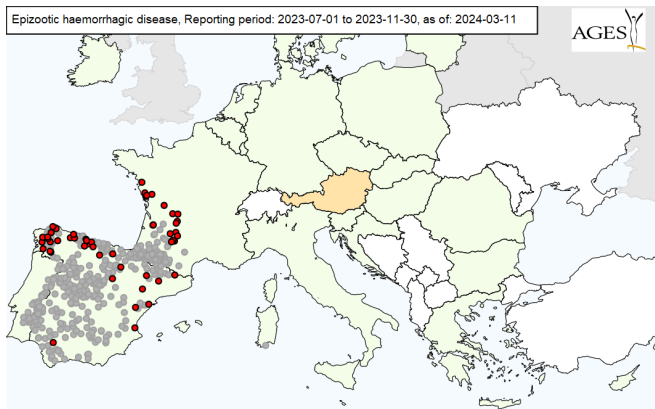 Epizootic haemorrhagic disease, Reporting period: 2023-07-01 to 2023-11-30, as of: 2024-03-11
AGES